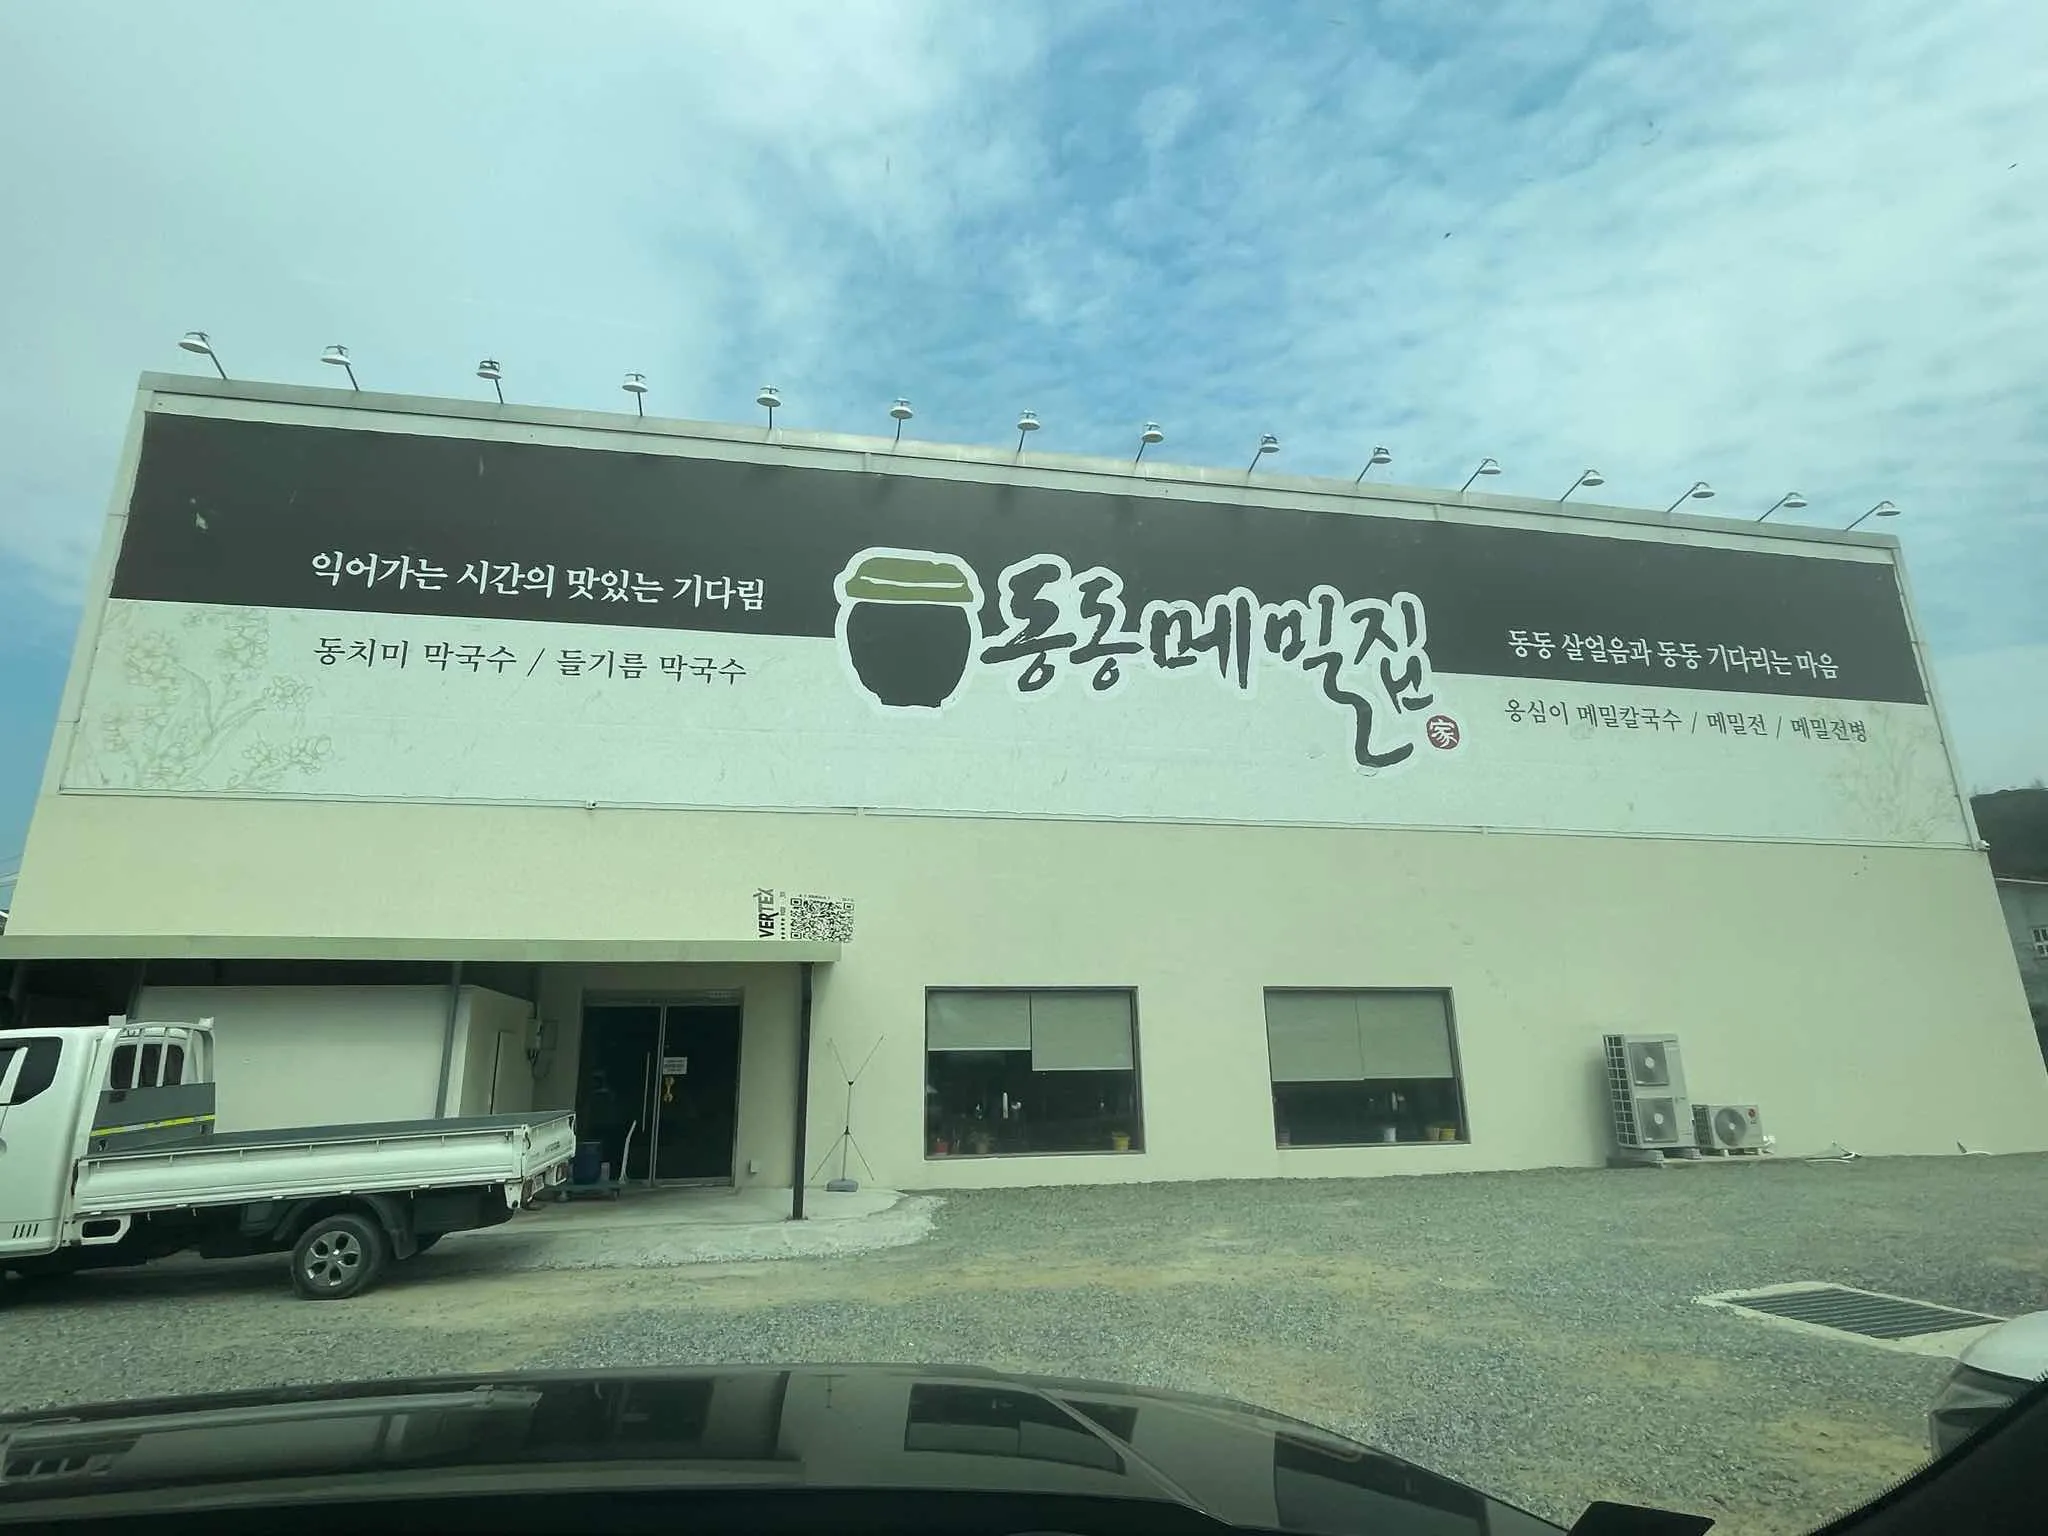 익어가는 시간의 맛있는 기다림
동치미 막국수 / 들기름 막국수
동동메밀집
家
동동 살얼음과 동동 기다리는 마음
옹심이 메밀칼국수 / 메밀전 / 메밀전병
VERTEX